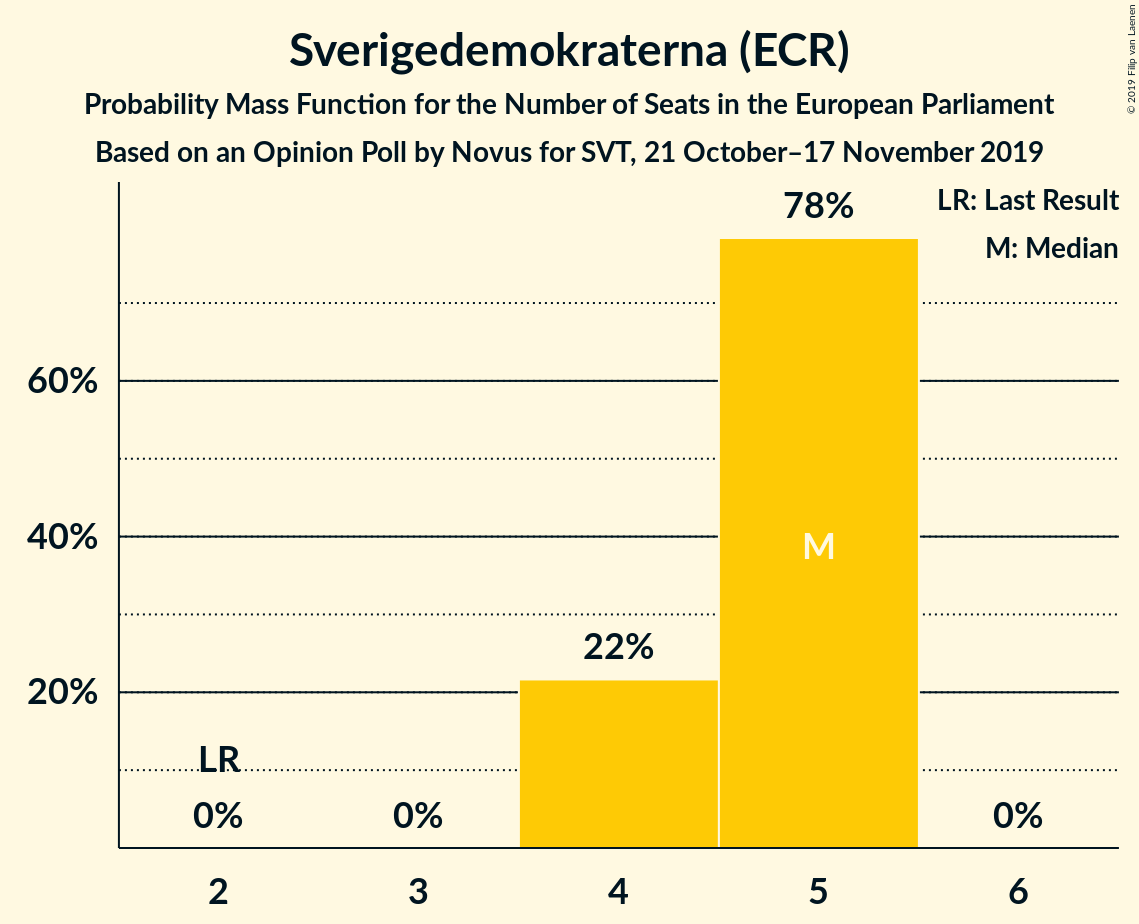 Sverigedemokraterna (ECR)
Probability Mass Function for the Number of Seats in the European Parliament
Based on an Opinion Poll by Novus for SVT, 21 October–17 November 2019
© 2019 Filip van Laenen
LR: Last Result
M: Median
78%
60%
40%
M
22%
20%
LR
0% 0% 0%
2 3 4 5 6